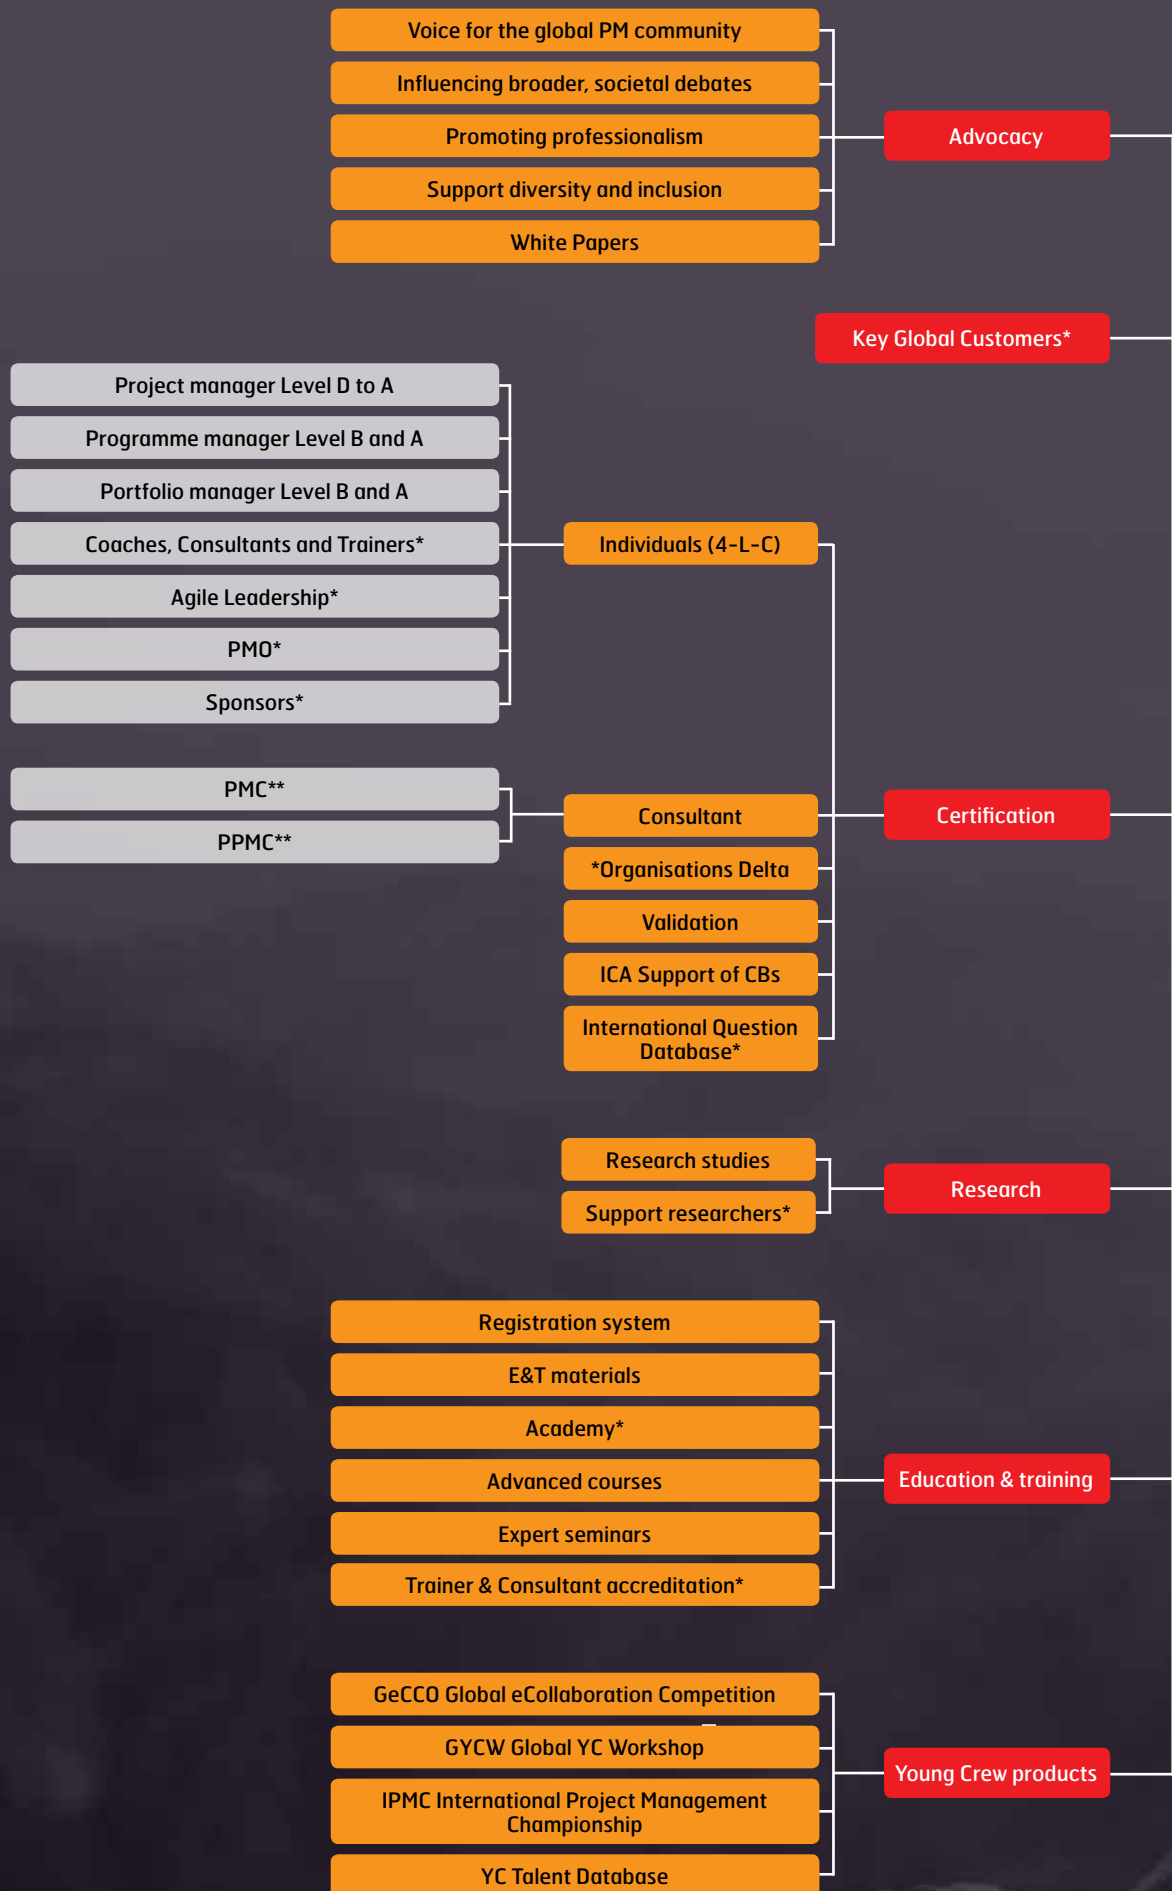 Voice for the global PM community
Influencing broader, societal debates
Promoting professionalism
Advocacy
Support diversity and inclusion
White Papers
Key Global Customers*
Project manager Level D to A
Programme manager Level B and A
Portfolio manager Level B and A
Coaches, Consultants and Trainers*
Individuals (4-L-C)
Agile Leadership*
PMO*
Sponsors*
PMC**
PPMC**
Consultant
Certification
*Organisations Delta
Validation
ICA Support of CBs
International Question
Database*
Research studies
Support researchers*
Research
Registration system
E&T materials
Academy*
Advanced courses
Education & training
Expert seminars
Trainer & Consultant accreditation*
GeCCO Global eCollaboration Competition
GYCW Global YC Workshop
Young Crew products
IPMC International Project Management
Championship
YC Talent Database